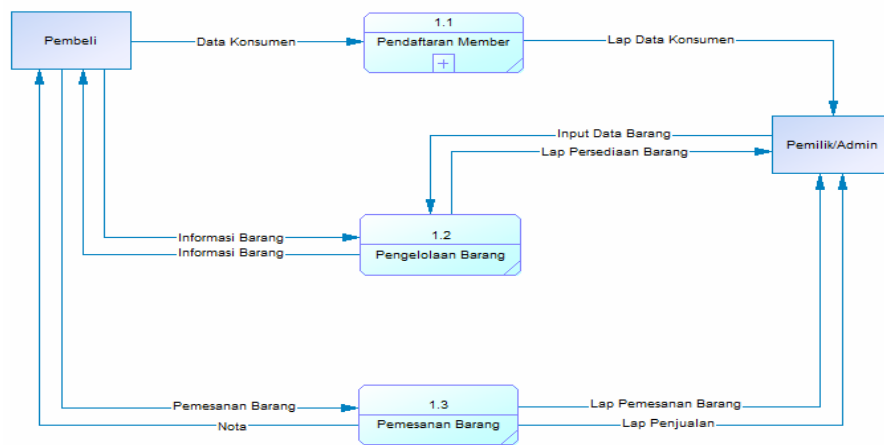 Pembeli
Data Konsumen
1.1
Pendaftaran Member
Lap Data Konsumen
Input Data Barang
Lap Persediaan Barang
Pemilik/Admin
Informasi Barang
Informasi Barang
1.2
Pengelolaan Barang
Pemesanan Barang
Nota
1.3
Pemesanan Barang
Lap Pemesanan Barang
Lap Penjualan